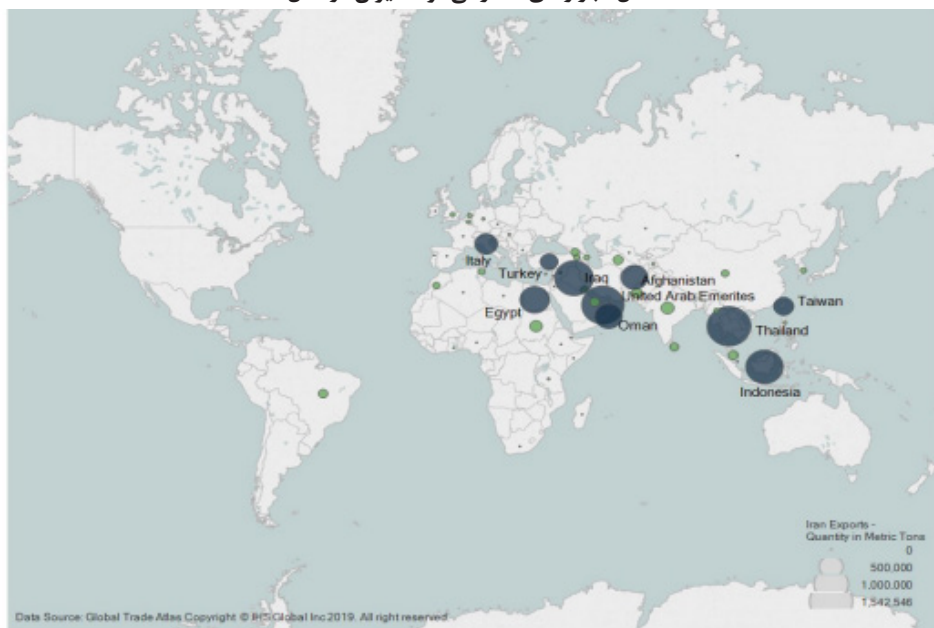 Italy
Turkey
Iraq
Afghanistan
Egypt
United Arab Emerites
Oman
Taiwan
Thailand
Indonesia
Iran Exports -
Quantity in Metric Tons
0
500,000
1,000,000
1,542,546
Data Source: Global Trade Atlas Copyright © IHS Global Inc 2019. All right reserved